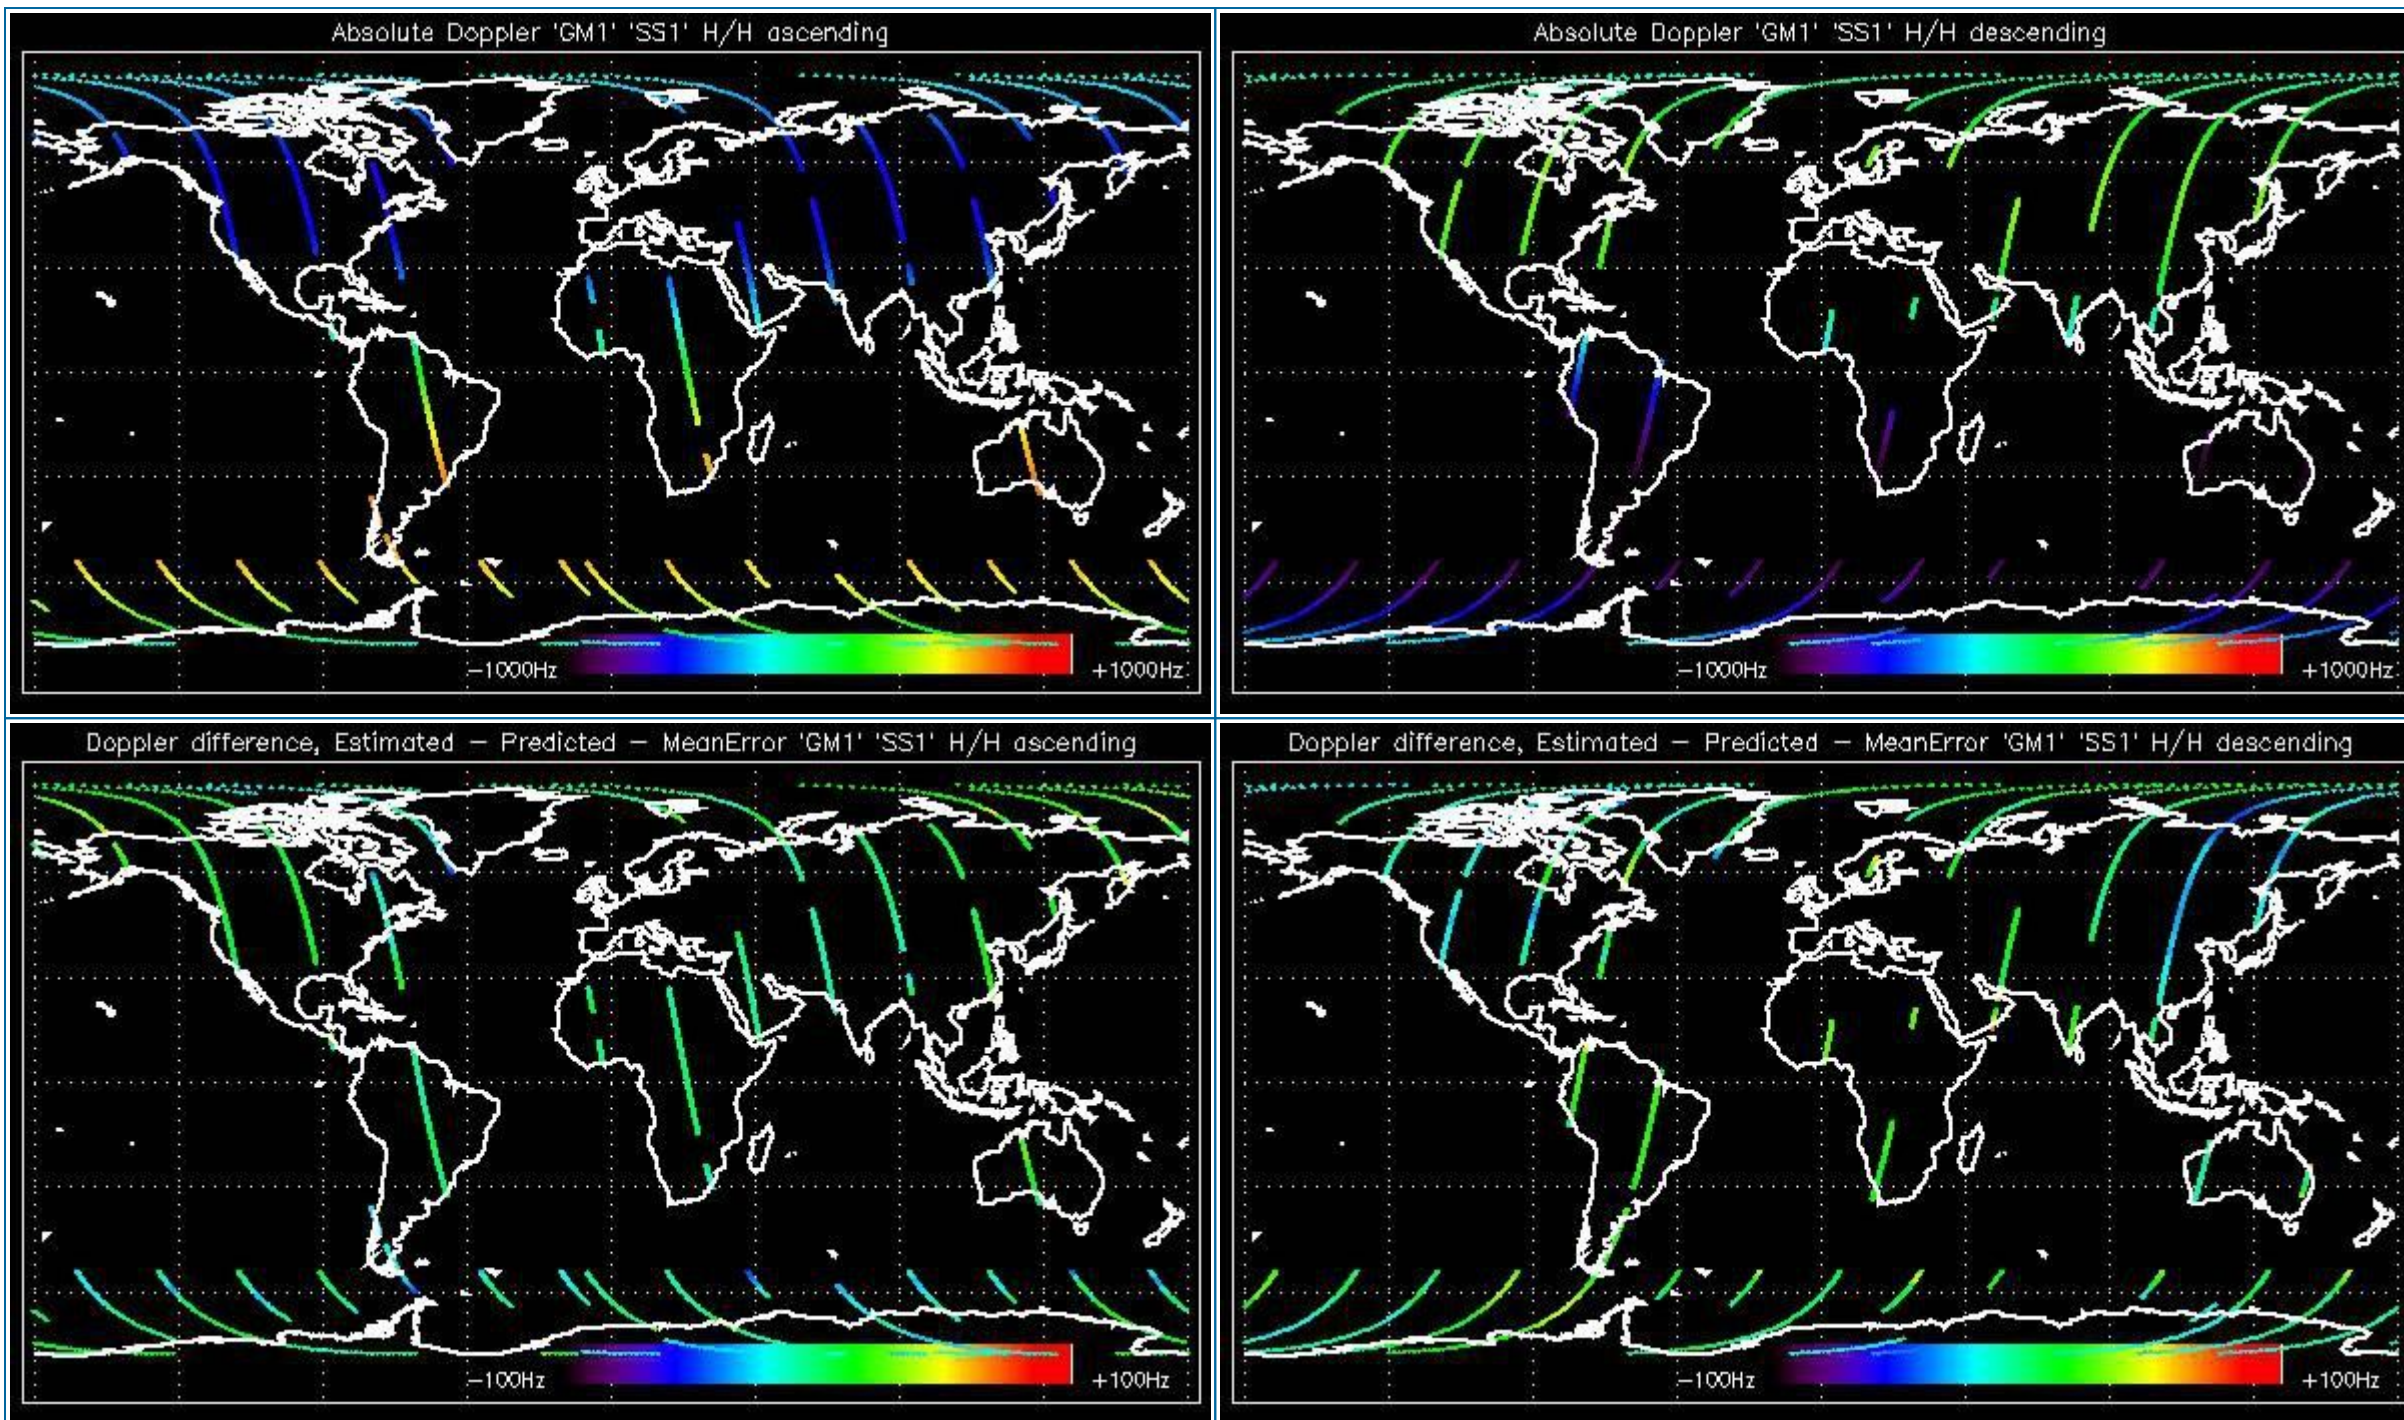 Absolute Doppler 'GM1' 'SS1' H/H ascending
−1000Hz
+1000Hz
Absolute Doppler 'GM1' 'SS1' H/H descending
−1000Hz
+1000Hz
Doppler difference, Estimated − Predicted − MeanError 'GM1' 'SS1' H/H ascending
−100Hz
+100Hz
Doppler difference, Estimated − Predicted − MeanError 'GM1' 'SS1' H/H descending
−100Hz
+100Hz